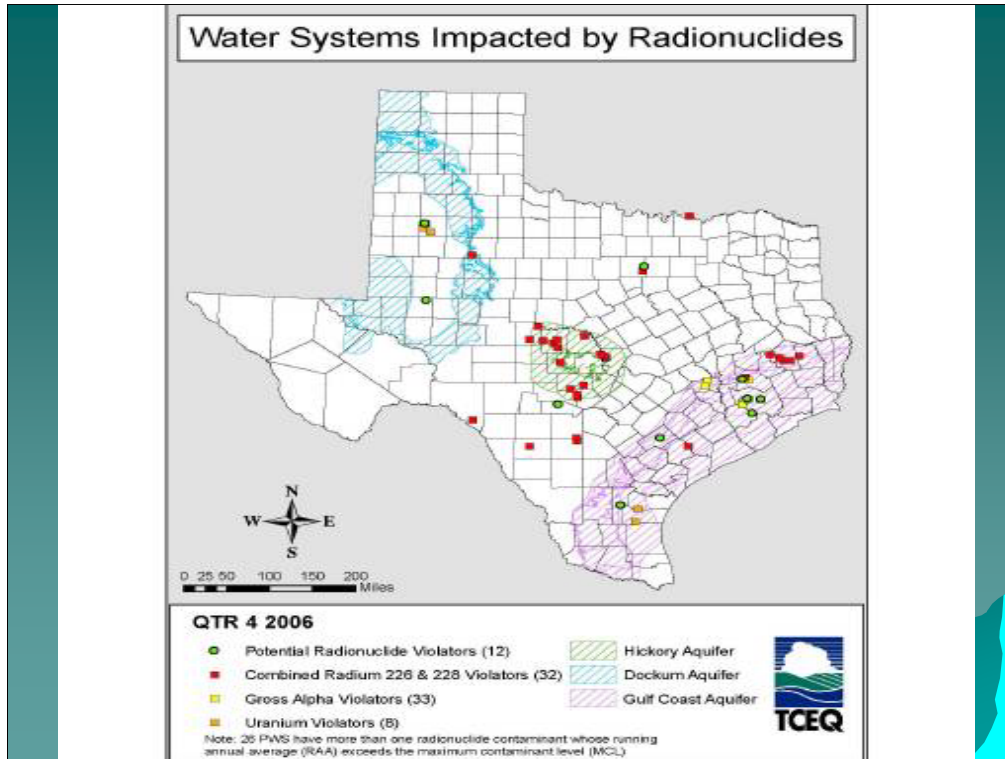 Water Systems Impacted by Radionuclides
N
W E
S
0 25 50 100 150 200
Miles
QTR 4 2006
Potential Radionuclide Violators (12)
Combined Radium 226 & 228 Violators (32)
Gross Alpha Violators (33)
Uranium Violators (8)
Hickory Aquifer
Dockum Aquifer
Gulf Coast Aquifer
TCEQ
Note: 26 PWS have more than one radionuclide contaminant whose running
annual average (RAA) exceeds the maximum contaminant level (MCL)